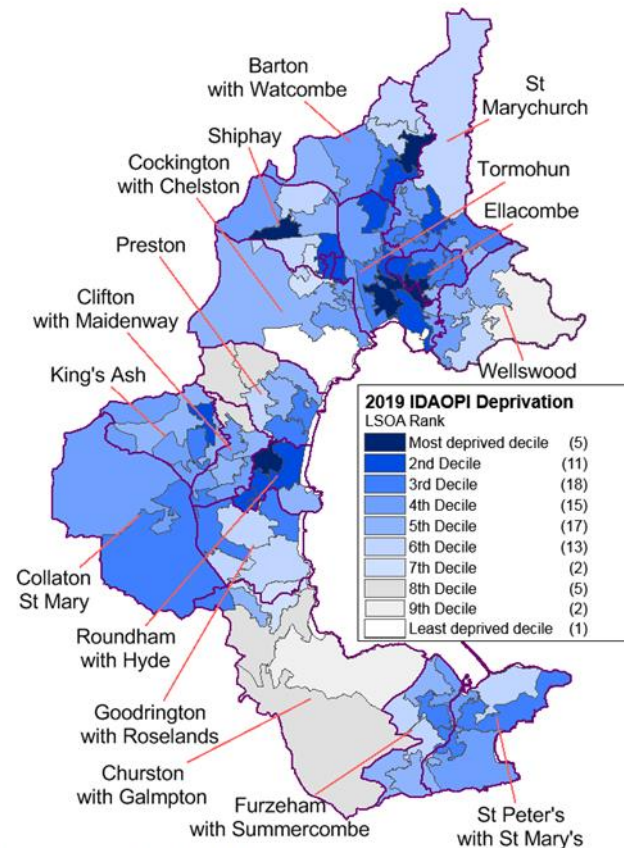 Barton
with Watcombe
St
Marychurch
Shiphay
Cockington
with Chelston
Tormohun
Ellacombe
Preston
Clifton
with Maidenway
King's Ash
Wellswood
2019 IDAOPI Deprivation
LSOA Rank
Most deprived decile (5)
2nd Decile (11)
3rd Decile (18)
4th Decile (15)
5th Decile (17)
6th Decile (13)
7th Decile (2)
8th Decile (5)
9th Decile (2)
Least deprived decile (1)
Collaton
St Mary
Roundham
with Hyde
Goodrington
with Roselands
Churston
with Galmpton
Furzeham
with Summercombe
St Peter's
with St Mary's